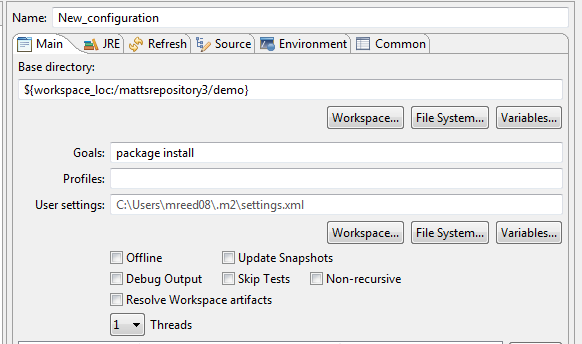 Name: New_configuration
Main JRE Refresh Source Environment Common
Base directory:
${workspace_loc:/mattsrepository3/demo}
Workspace... File System... Variables...
Goals: package install
Profiles:
User settings: C:\Users\mreed08\.m2\settings.xml
Workspace... File System... Variables...
Offline Update Snapshots
Debug Output Skip Tests Non-recursive
Resolve Workspace artifacts
1 Threads